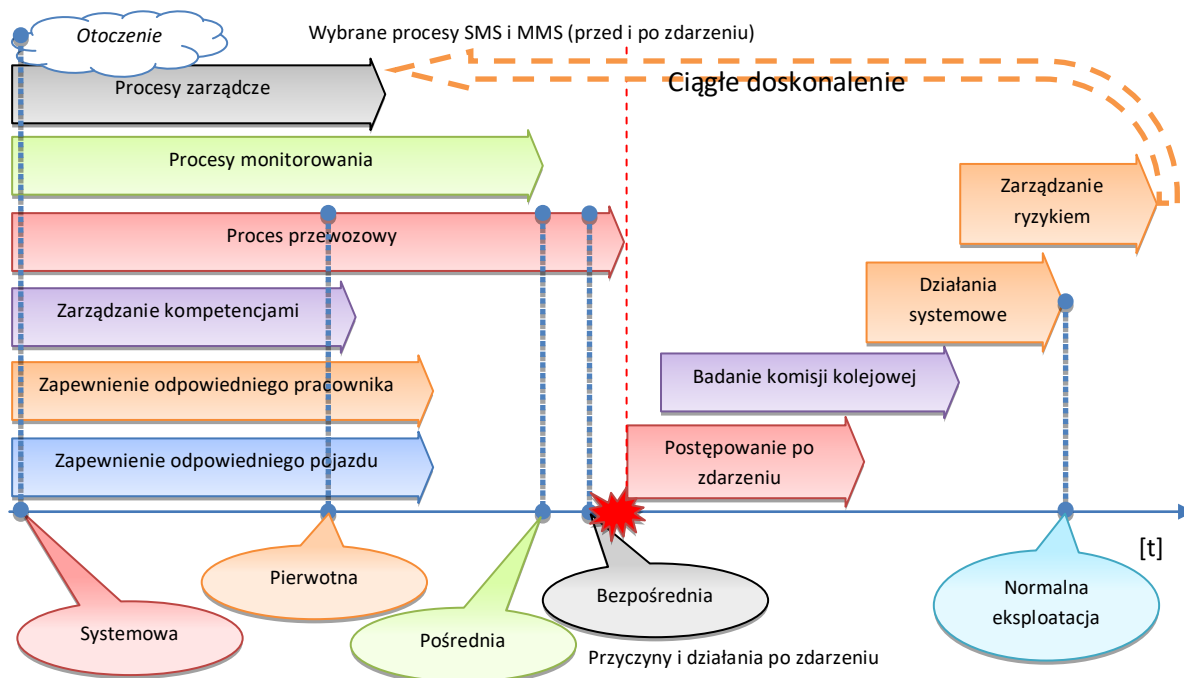 Otoczenie
Wybrane procesy SMS i MMS (przed i po zdarzeniu)
Ciągłe doskonalenie
Procesy zarządcze
Procesy monitorowania
Zarządzanie
ryzykiem
Proces przewozowy
Działania
systemowe
Zarządzanie kompetencjami
Badanie komisji kolejowej
Zapewnienie odpowiedniego pracownika
Postępowanie po
zdarzeniu
Zapewnienie odpowiedniego pojazdu
[t]
Pierwotna
Bezpośrednia
Normalna
eksploatacja
Systemowa
Pośrednia
Przyczyny i działania po zdarzeniu